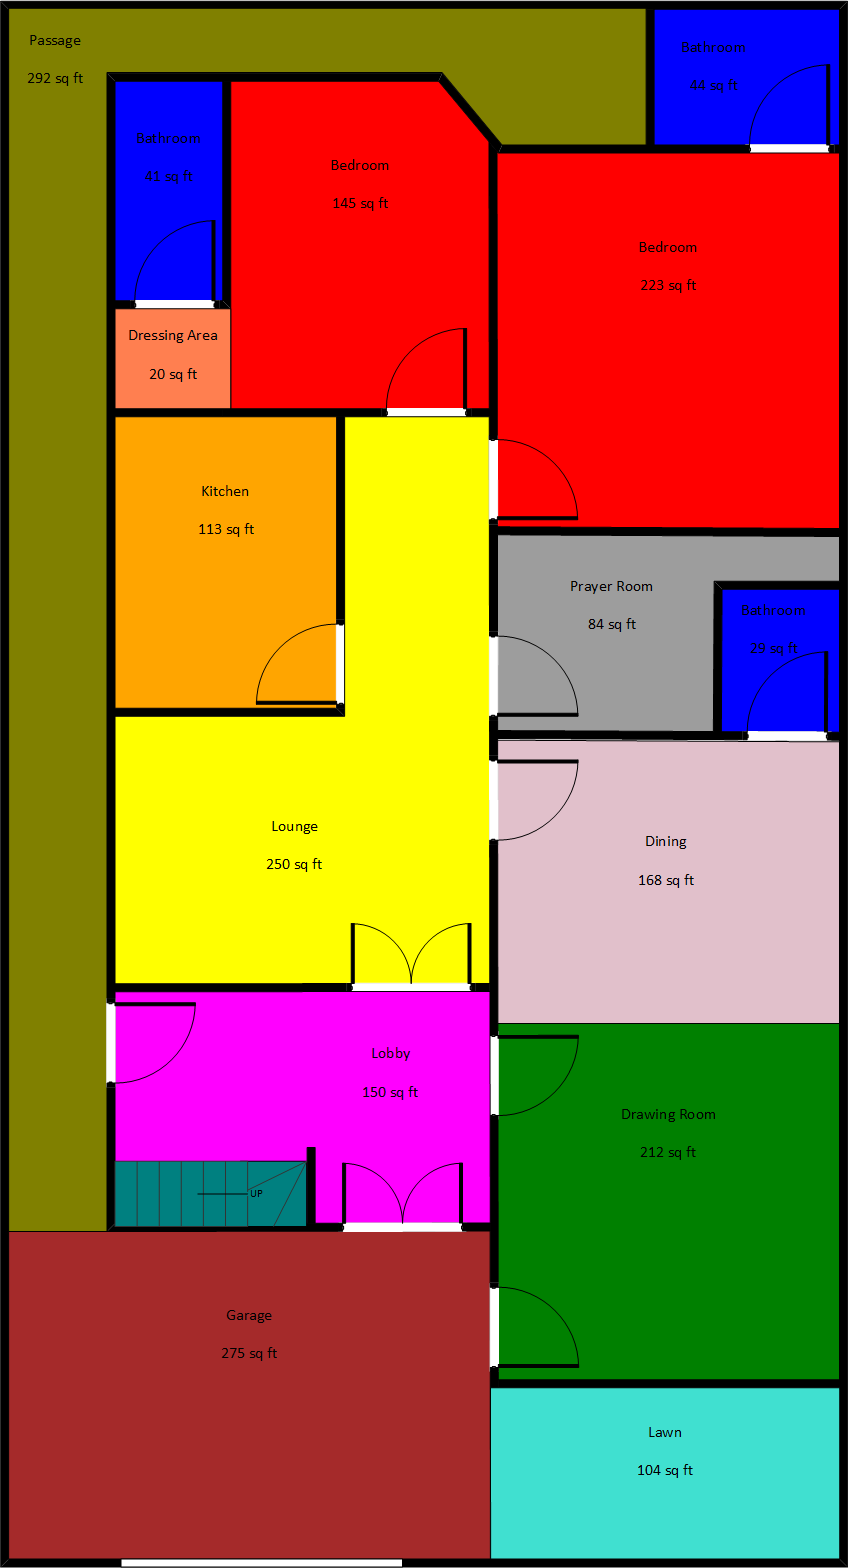 Passage
292 sq ft
Bathroom
44 sq ft
Bathroom
41 sq ft
Bedroom
145 sq ft
Bedroom
223 sq ft
Dressing Area
20 sq ft
Kitchen
113 sq ft
Prayer Room
84 sq ft
Bathroom
29 sq ft
Lounge
250 sq ft
Dining
168 sq ft
Lobby
150 sq ft
Drawing Room
212 sq ft
UP
Garage
275 sq ft
Lawn
104 sq ft